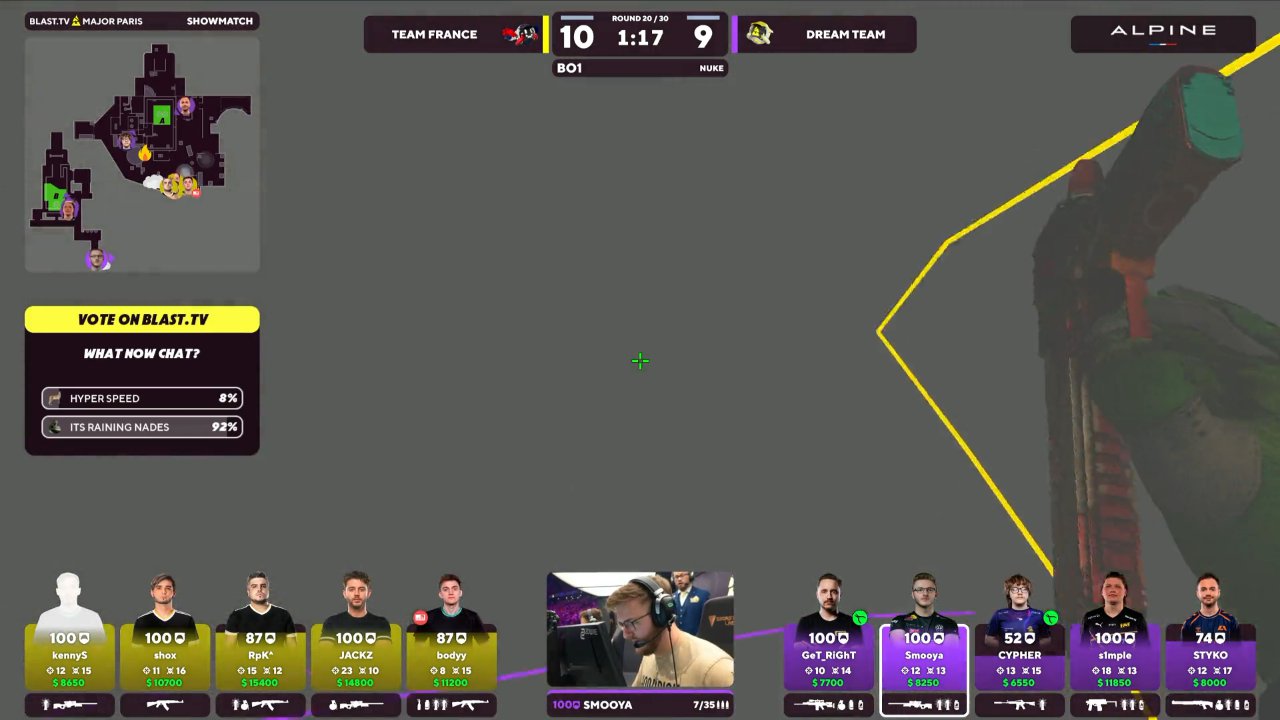 BLAST.TV MAJOR PARIS SHOWMATCH
TEAM FRANCE 10 ROUND 20 / 30 1:17 9 DREAM TEAM
BO1 NUKE
ALPINE
A
B
VOTE ON BLAST.TV
WHAT NOW CHAT?
HYPER SPEED 8%
ITS RAINING NADES 92%
100 100 87 100 87
kennyS shox RpK^ JACKZ bodyy
12 15 11 16 15 12 23 10 8 15
$8650 $10700 $15400 $14800 $11200
100 SMOOYA 7/35
100 100 52 100 74
GeT_RiGhT Smooya CYPHER s1mple STYKO
10 14 12 13 13 15 18 13 12 17
$7700 $8250 $6550 $11850 $8000